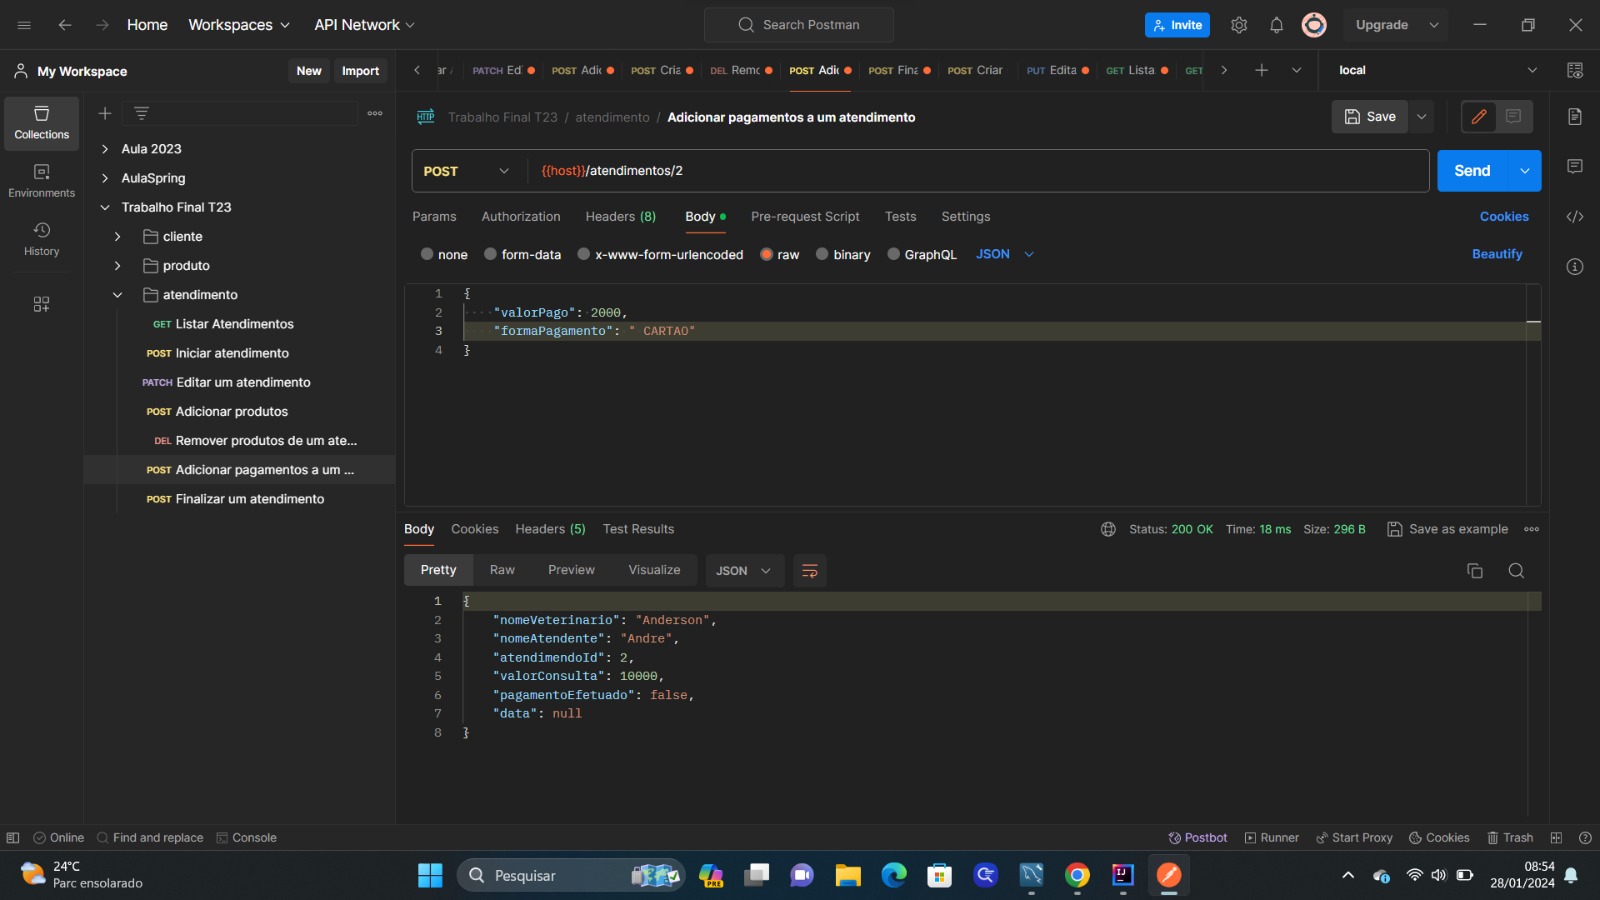 Home
Workspaces
API Network
Search Postman
Invite
Upgrade
My Workspace
New
Import
PATCH Ed
POST Adic
POST Cria
DEL Remc
POST Adic
POST Fina
POST Criar
PUT Edita
GET Lista
GET
local
Collections
Environments
History
Aula 2023
AulaSpring
Trabalho Final T23
cliente
produto
atendimento
GET Listar Atendimentos
POST Iniciar atendimento
PATCH Editar um atendimento
POST Adicionar produtos
DEL Remover produtos de um ate...
POST Adicionar pagamentos a um ...
POST Finalizar um atendimento
HTTP Trabalho Final T23 / atendimento / Adicionar pagamentos a um atendimento
Save
POST
{{host}}/atendimentos/2
Send
Params Authorization Headers (8) Body Pre-request Script Tests Settings
Cookies
none form-data x-www-form-urlencoded raw binary GraphQL JSON
Beautify
1 {
2 "valorPago": 2000,
3 "formaPagamento": " CARTAO"
4 }
Body Cookies Headers (5) Test Results
Status: 200 OK Time: 18 ms Size: 296 B
Save as example
Pretty Raw Preview Visualize JSON
1 {
2 "nomeVeterinario": "Anderson",
3 "nomeAtendente": "Andre",
4 "atendimendoId": 2,
5 "valorConsulta": 10000,
6 "pagamentoEfetuado": false,
7 "data": null
8 }
Online
Find and replace
Console
Postbot
Runner
Start Proxy
Cookies
Trash
24°C
Parc ensolarado
Pesquisar
PRE
IJ
08:54
28/01/2024